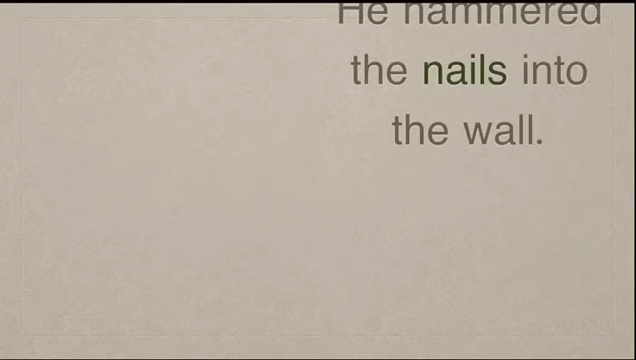 He hammered
the nails into
the wall.